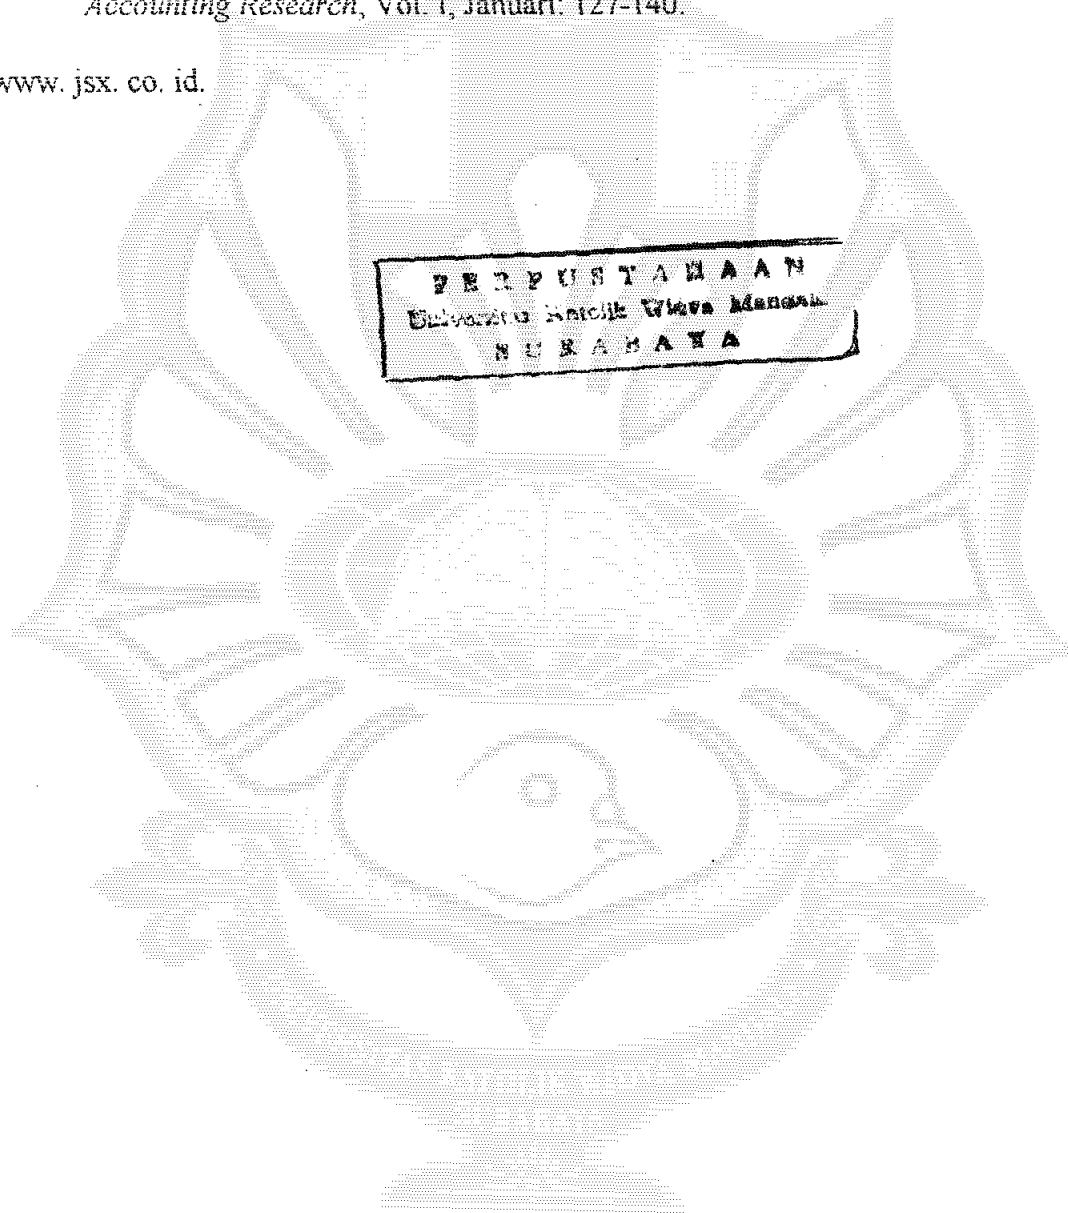 Accounting Research, Vol. 1, Januari: 127-140.
www. jsx. co. id.
PERPUSTAKAAN
Universitas Katolik Widya Mandala
SURABAYA